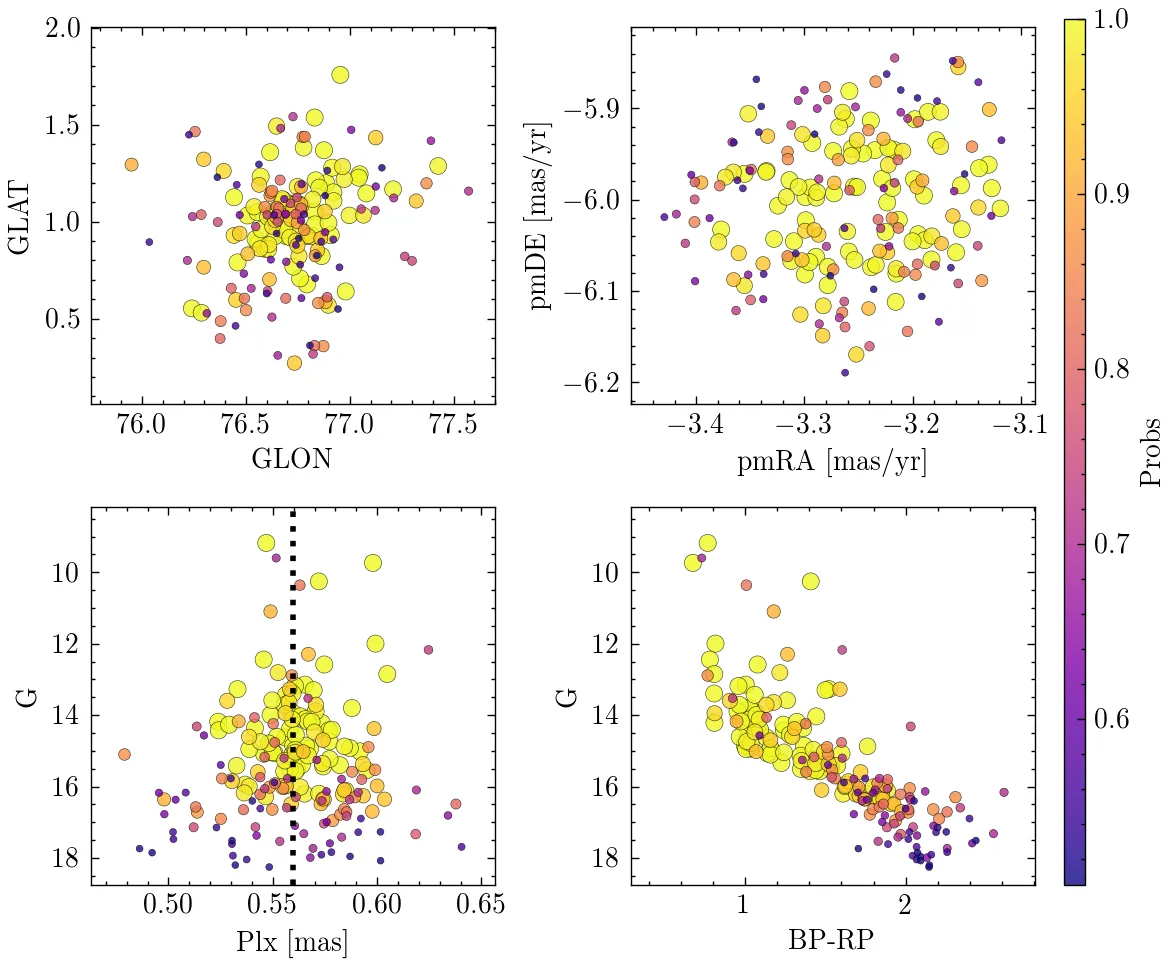 2.0
1.5
1.0
0.5
GLAT
76.0 76.5 77.0 77.5
GLON
−5.9
−6.0
−6.1
−6.2
pmDE [mas/yr]
−3.4 −3.3 −3.2 −3.1
pmRA [mas/yr]
1.0
0.9
0.8
0.7
0.6
Probs
10
12
14
16
18
G
0.50 0.55 0.60 0.65
Plx [mas]
10
12
14
16
18
G
1 2
BP-RP